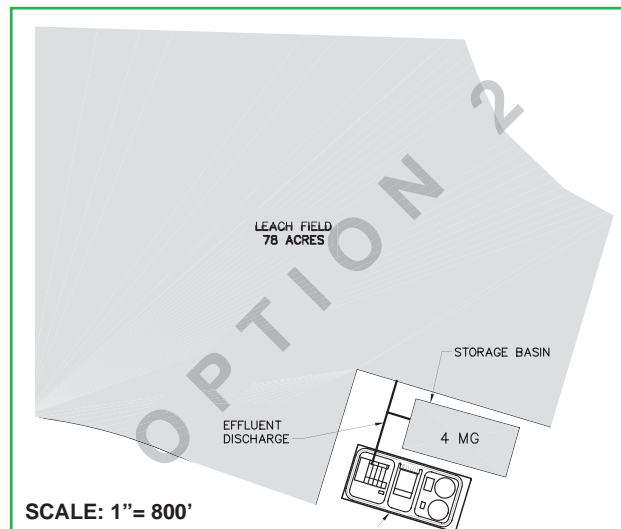 OPTION 2
LEACH FIELD
78 ACRES
STORAGE BASIN
EFFLUENT
DISCHARGE
4 MG
SCALE: 1”= 800’